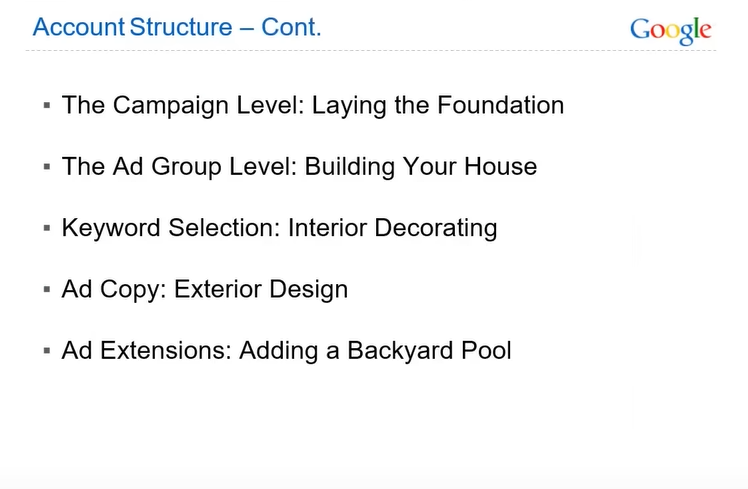 Account Structure – Cont.
Google
▪ The Campaign Level: Laying the Foundation
▪ The Ad Group Level: Building Your House
▪ Keyword Selection: Interior Decorating
▪ Ad Copy: Exterior Design
▪ Ad Extensions: Adding a Backyard Pool